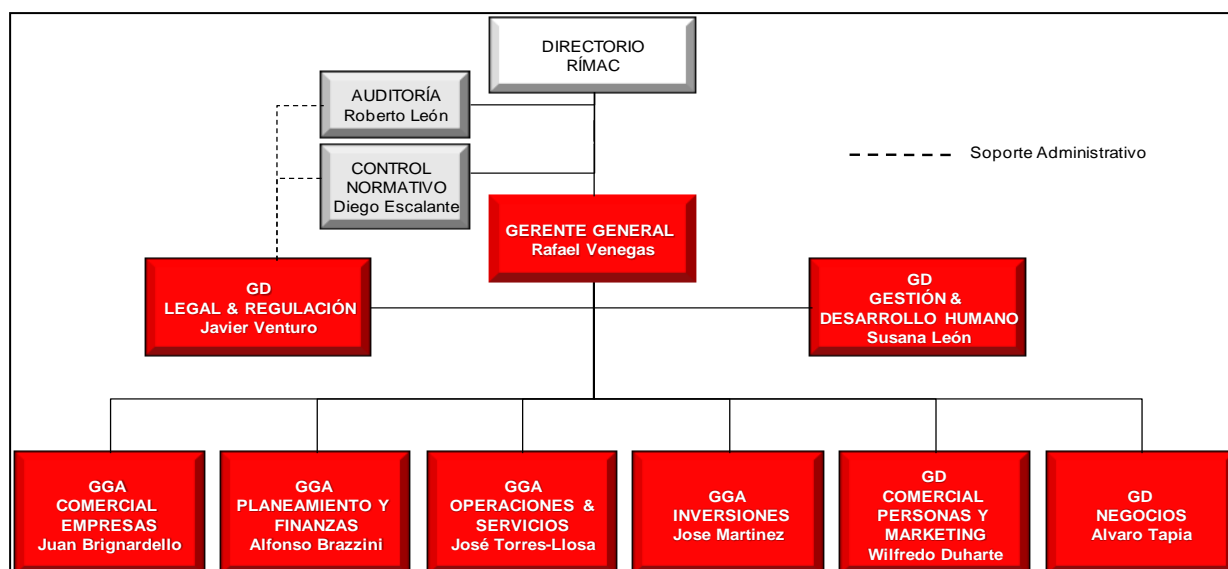 DIRECTORIO
RÍMAC
AUDITORÍA
Roberto León
CONTROL
NORMATIVO
Diego Escalante
Soporte Administrativo
GERENTE GENERAL
Rafael Venegas
GD
LEGAL & REGULACIÓN
Javier Venturo
GD
GESTIÓN &
DESARROLLO HUMANO
Susana León
GGA
COMERCIAL
EMPRESAS
Juan Brignardello
GGA
PLANEAMIENTO Y
FINANZAS
Alfonso Brazzini
GGA
OPERACIONES &
SERVICIOS
José Torres-Llosa
GGA
INVERSIONES
Jose Martinez
GD
COMERCIAL
PERSONAS Y
MARKETING
Wilfredo Duharte
GD
NEGOCIOS
Alvaro Tapia